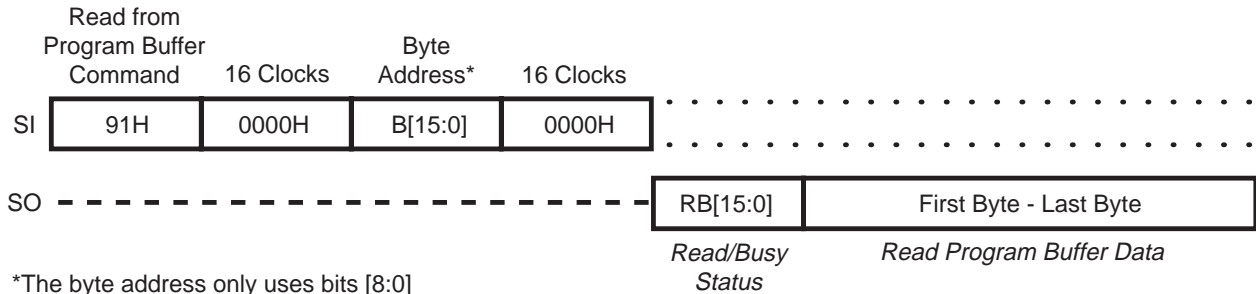 Read from
Program Buffer
Command
16 Clocks
Byte
Address*
16 Clocks
SI
91H
0000H
B[15:0]
0000H
SO
RB[15:0]
First Byte - Last Byte
Read/Busy
Status
Read Program Buffer Data
*The byte address only uses bits [8:0]